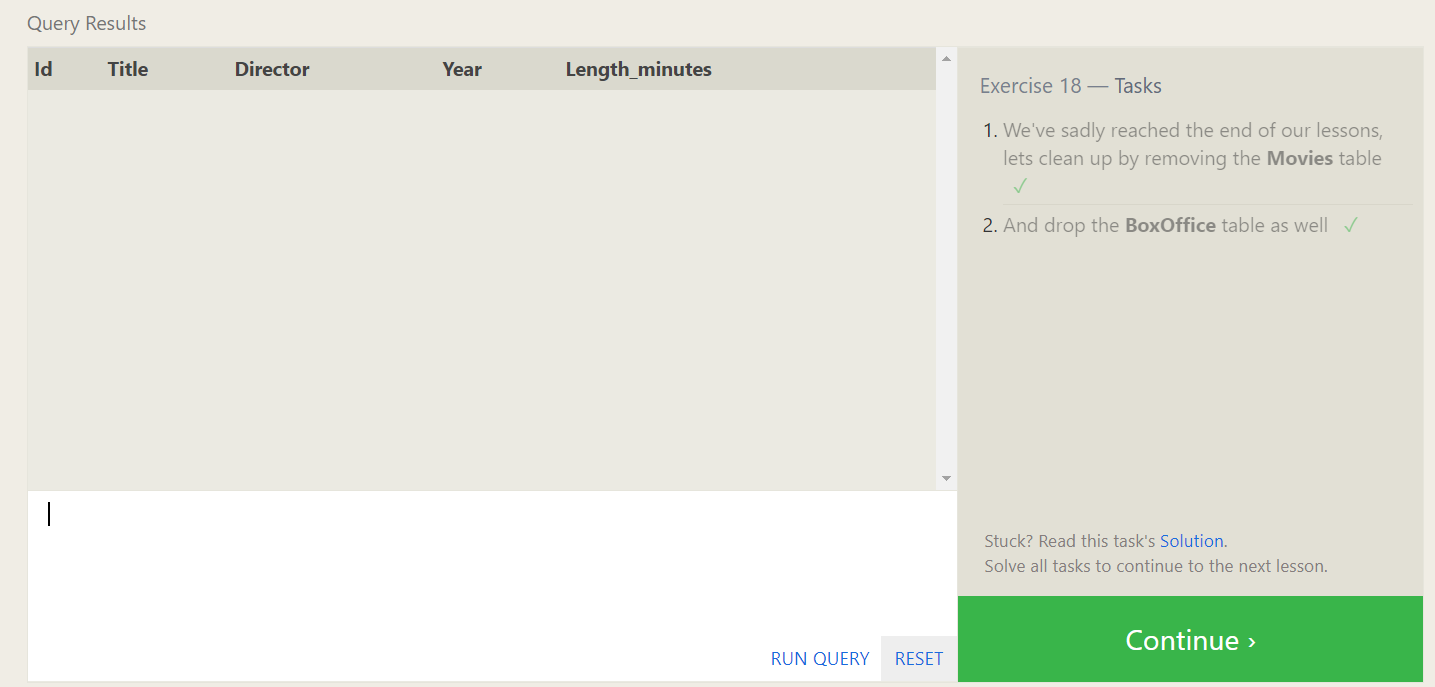 Query Results
Id Title Director Year Length_minutes
Exercise 18 — Tasks
1. We've sadly reached the end of our lessons,
lets clean up by removing the Movies table
✓
2. And drop the BoxOffice table as well ✓
Stuck? Read this task's Solution.
Solve all tasks to continue to the next lesson.
RUN QUERY RESET
Continue ›